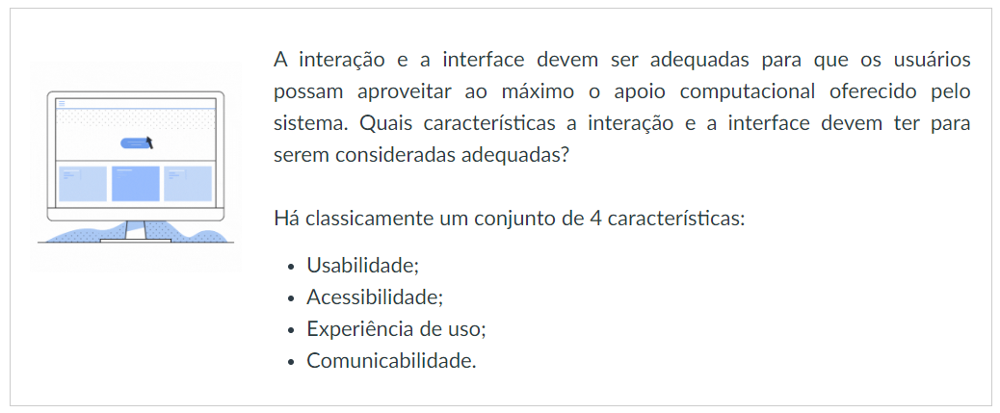 A interação e a interface devem ser adequadas para que os usuários
possam aproveitar ao máximo o apoio computacional oferecido pelo
sistema. Quais características a interação e a interface devem ter para
serem consideradas adequadas?
Há classicamente um conjunto de 4 características:
• Usabilidade;
• Acessibilidade;
• Experiência de uso;
• Comunicabilidade.